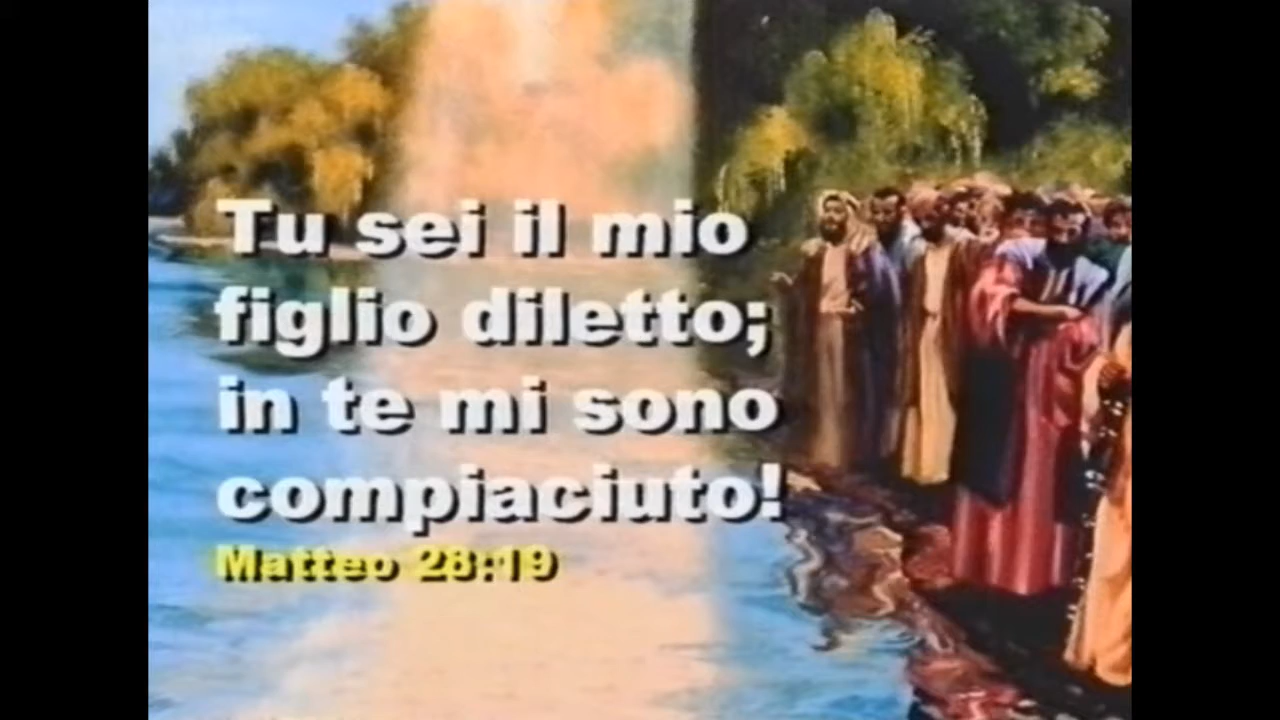 Tu sei il mio
figlio diletto;
in te mi sono
compiaciuto!
Matteo 28:19